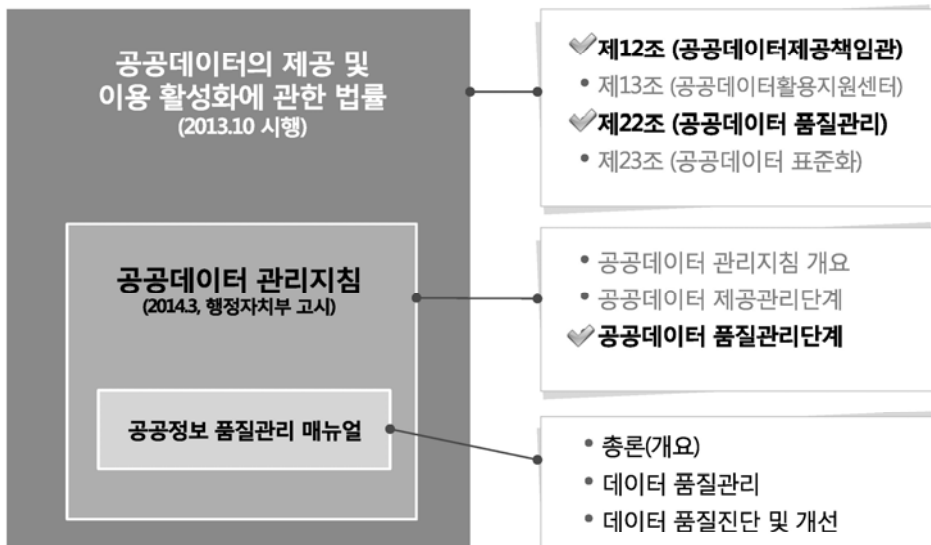 공공데이터의 제공 및
이용 활성화에 관한 법률
(2013.10 시행)
제12조 (공공데이터제공책임관)
제13조 (공공데이터활용지원센터)
제22조 (공공데이터 품질관리)
제23조 (공공데이터 표준화)
공공데이터 관리지침
(2014.3, 행정자치부 고시)
공공데이터 관리지침 개요
공공데이터 제공관리단계
공공데이터 품질관리단계
공공정보 품질관리 매뉴얼
총론(개요)
데이터 품질관리
데이터 품질진단 및 개선